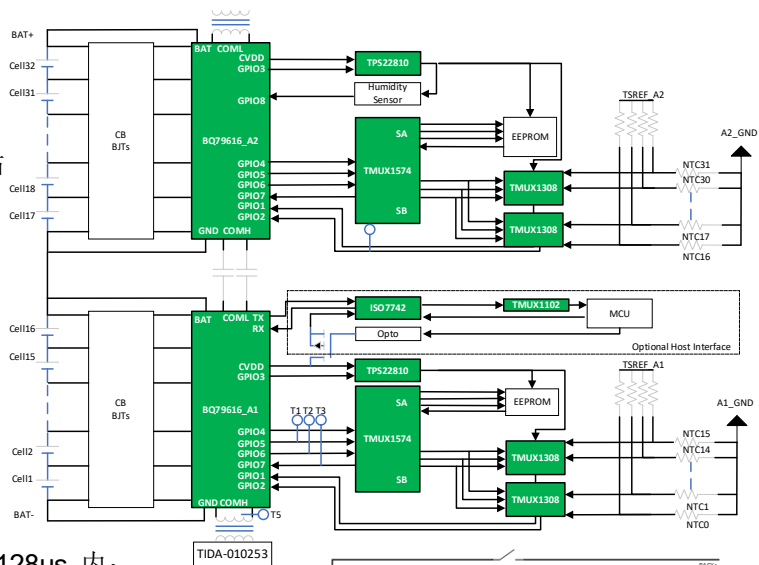 BAT+
Cell32
Cell31
Cell18
Cell17
CB
BJTs
BAT COML
CVDD
GPIO3
GPIO8
BQ79616_A2
GPIO4
GPIO5
GPIO6
GPIO7
GPIO1
GPIO2
GND COMH
TPS22810
Humidity
Sensor
SA
TMUX1574
SB
EEPROM
TMUX1308
TMUX1308
TSREF_A2
A2_GND
NTC31
NTC30
NTC17
NTC16
Cell16
Cell15
Cell2
Cell1
BAT-
CB
BJTs
BAT COML TX
RX
CVDD
GPIO3
BQ79616_A1
GPIO4
GPIO5
GPIO6
GPIO7
GPIO1
GPIO2
GND COMH
T1 T2 T3
T5
ISO7742
TMUX1102
MCU
Opto
Optional Host Interface
TPS22810
SA
TMUX1574
SB
EEPROM
TMUX1308
TMUX1308
TSREF_A1
A1_GND
NTC15
NTC14
NTC1
NTC0
TIDA-010253
128μs 内;